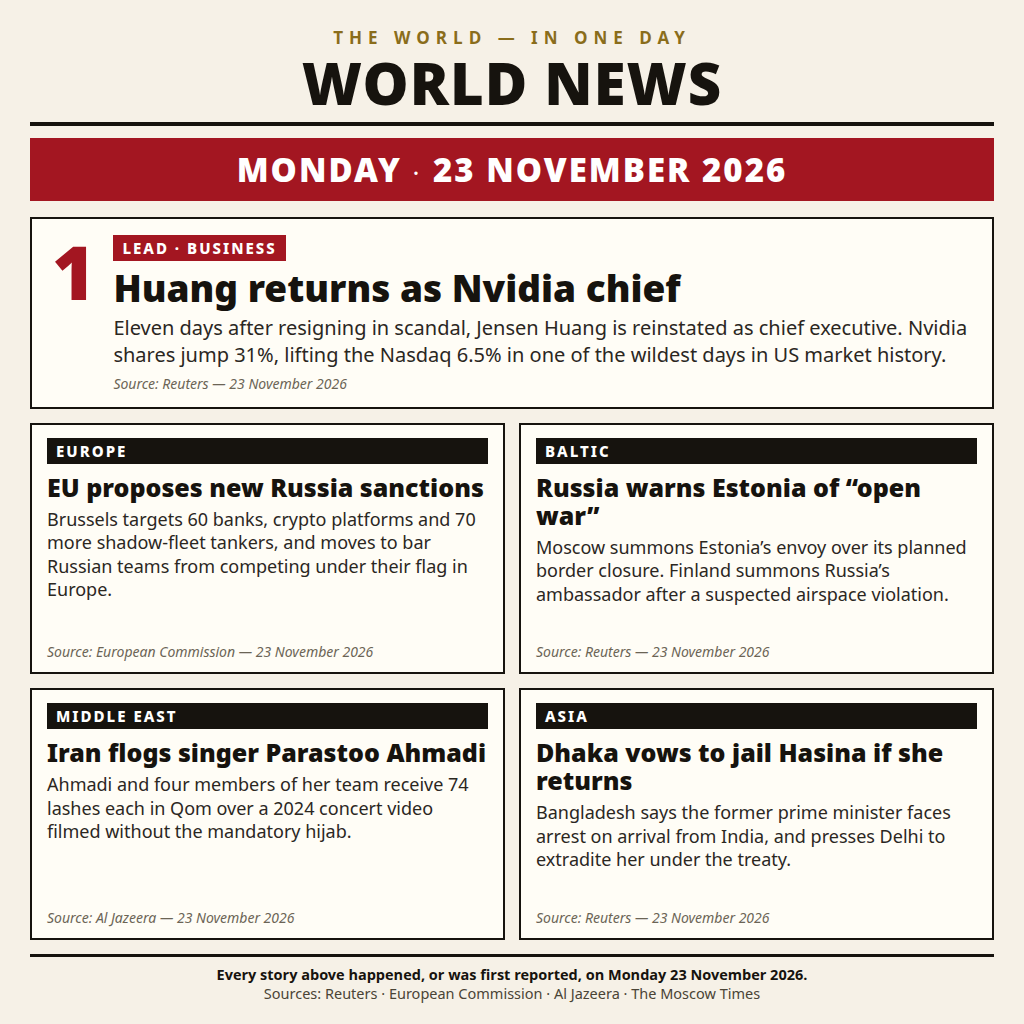 THE WORLD — IN ONE DAY
WORLD NEWS
MONDAY · 23 NOVEMBER 2026
1
LEAD · BUSINESS
Huang returns as Nvidia chief
Eleven days after resigning in scandal, Jensen Huang is reinstated as chief executive. Nvidia
shares jump 31%, lifting the Nasdaq 6.5% in one of the wildest days in US market history.
Source: Reuters — 23 November 2026
EUROPE
EU proposes new Russia sanctions
Brussels targets 60 banks, crypto platforms and 70
more shadow-fleet tankers, and moves to bar
Russian teams from competing under their flag in
Europe.
Source: European Commission — 23 November 2026
BALTIC
Russia warns Estonia of “open
war”
Moscow summons Estonia’s envoy over its planned
border closure. Finland summons Russia’s
ambassador after a suspected airspace violation.
Source: Reuters — 23 November 2026
MIDDLE EAST
Iran flogs singer Parastoo Ahmadi
Ahmadi and four members of her team receive 74
lashes each in Qom over a 2024 concert video
filmed without the mandatory hijab.
Source: Al Jazeera — 23 November 2026
ASIA
Dhaka vows to jail Hasina if she
returns
Bangladesh says the former prime minister faces
arrest on arrival from India, and presses Delhi to
extradite her under the treaty.
Source: Reuters — 23 November 2026
Every story above happened, or was first reported, on Monday 23 November 2026.
Sources: Reuters · European Commission · Al Jazeera · The Moscow Times